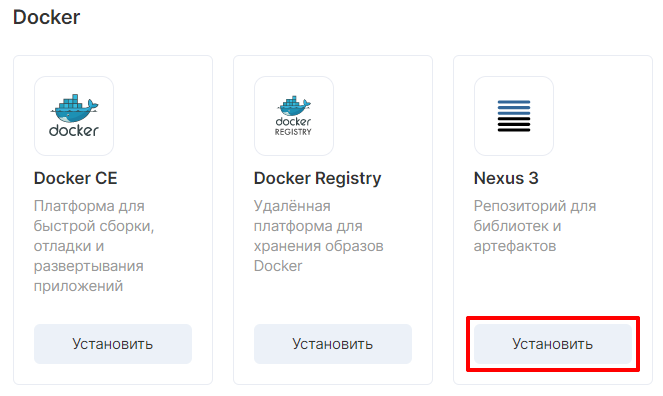 Docker
docker
Docker CE
Платформа для
быстрой сборки,
отладки и
развертывания
приложений
Установить
docker
REGISTRY
Docker Registry
Удалённая
платформа для
хранения образов
Docker
Установить
Nexus 3
Репозиторий для
библиотек и
артефактов
Установить